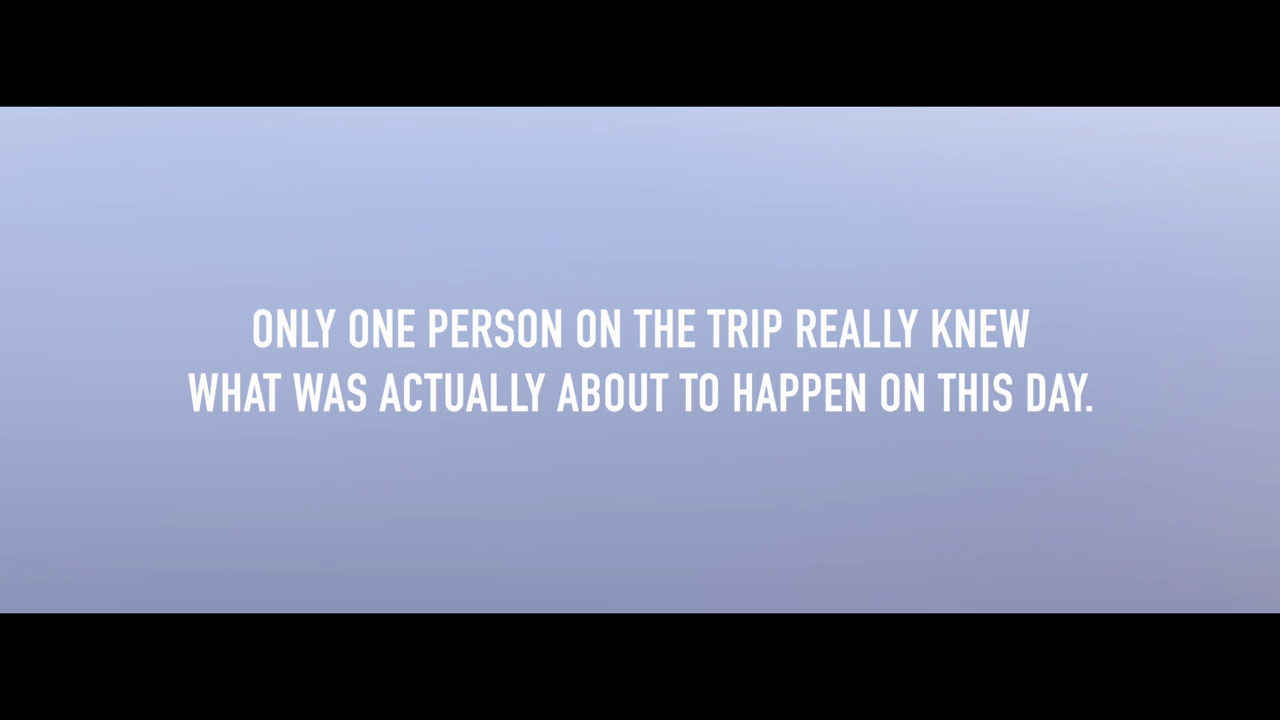 ONLY ONE PERSON ON THE TRIP REALLY KNEW
WHAT WAS ACTUALLY ABOUT TO HAPPEN ON THIS DAY.